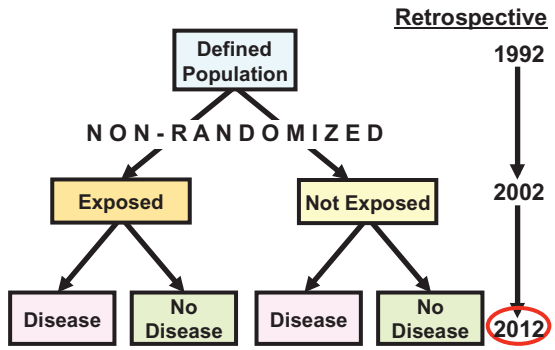 Retrospective
Defined
Population
1992
NON-RANDOMIZED
Exposed
Not Exposed
2002
Disease
No
Disease
Disease
No
Disease
2012